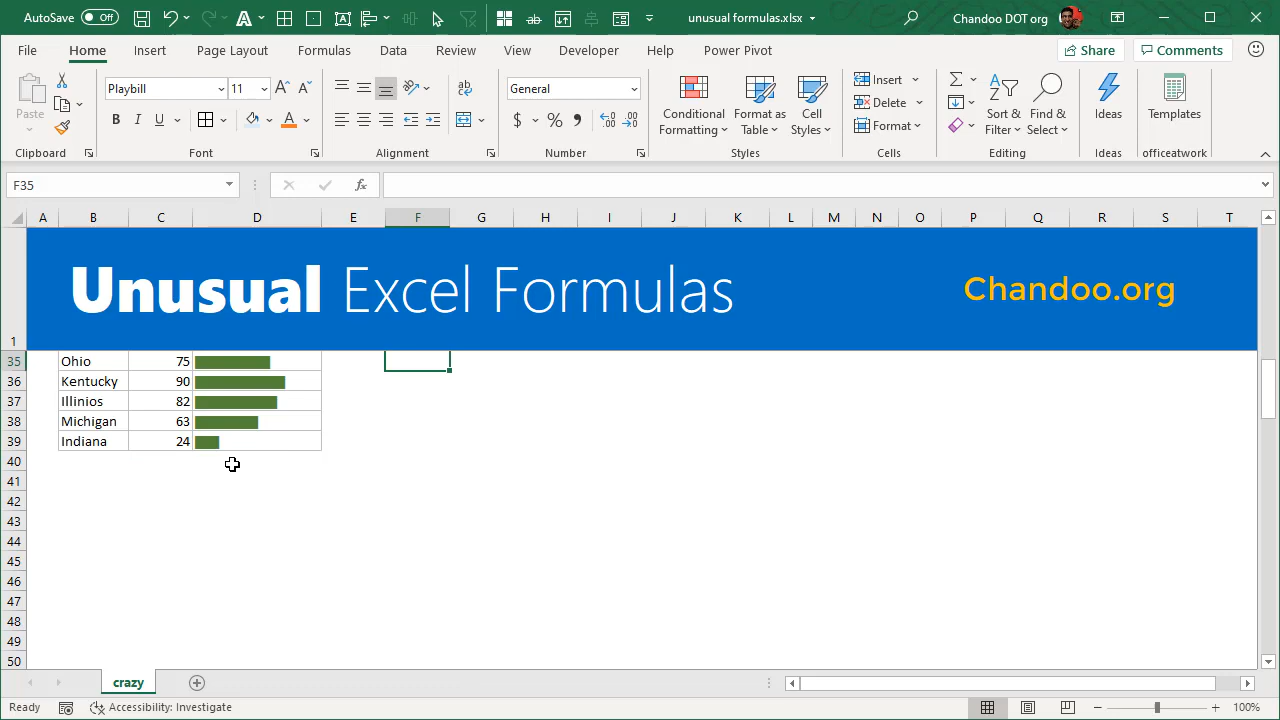 AutoSave Off
unusual formulas.xlsx
Chandoo DOT org
File Home Insert Page Layout Formulas Data Review View Developer Help Power Pivot
Share Comments
Paste
Playbill 11
General
Conditional Formatting
Format as Table
Cell Styles
Insert
Delete
Format
Sort & Filter
Find & Select
Ideas
Templates
Clipboard Font Alignment Number Styles Cells Editing Ideas officeatwork
F35 fx
A B C D E F G H I J K L M N O P Q R S T
1 Unusual Excel Formulas Chandoo.org
35 Ohio 75
36 Kentucky 90
37 Illinios 82
38 Michigan 63
39 Indiana 24
40
41
42
43
44
45
46
47
48
49
50
crazy
Ready Accessibility: Investigate 100%